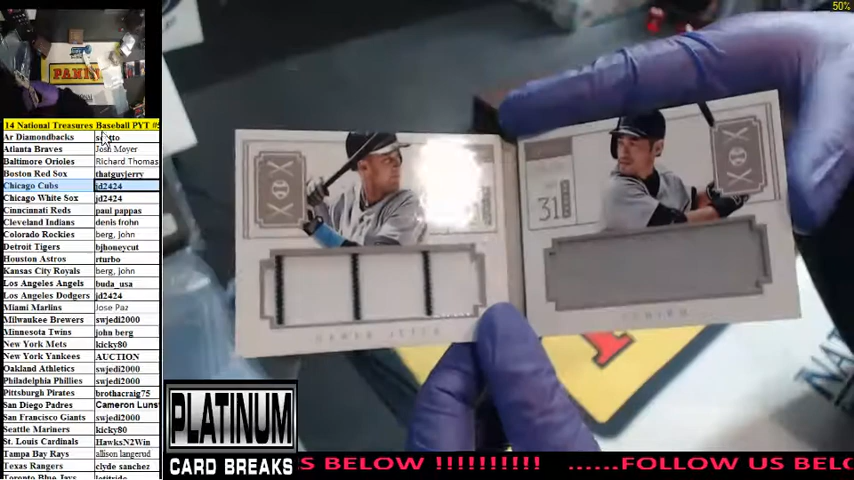 50%
14 National Treasures Baseball PYT #
Ar Diamondbacks
Atlanta Braves Josh Moyer
Baltimore Orioles Richard Thomas
Boston Red Sox thatguyjerry
Chicago Cubs jd2424
Chicago White Sox jd2424
Cincinnati Reds paul pappas
Cleveland Indians denis frohn
Colorado Rockies berg, john
Detroit Tigers bjhoneycut
Houston Astros rturbo
Kansas City Royals berg, john
Los Angeles Angels buda_usa
Los Angeles Dodgers jd2424
Miami Marlins Jose Paz
Milwaukee Brewers swjedi2000
Minnesota Twins john berg
New York Mets kicky80
New York Yankees AUCTION
Oakland Athletics swjedi2000
Philadelphia Phillies swjedi2000
Pittsburgh Pirates brothacraig75
San Diego Padres Cameron Luns
San Francisco Giants swjedi2000
Seattle Mariners kicky80
St. Louis Cardinals HawksN2Win
Tampa Bay Rays allison langerud
Texas Rangers clyde sanchez
Toronto Blue Jays
PANINI
31
DEREK JETER
ICHIRO
PLATINUM
CARD BREAKS
S BELOW !!!!!!!!!! ......FOLLOW US BELO